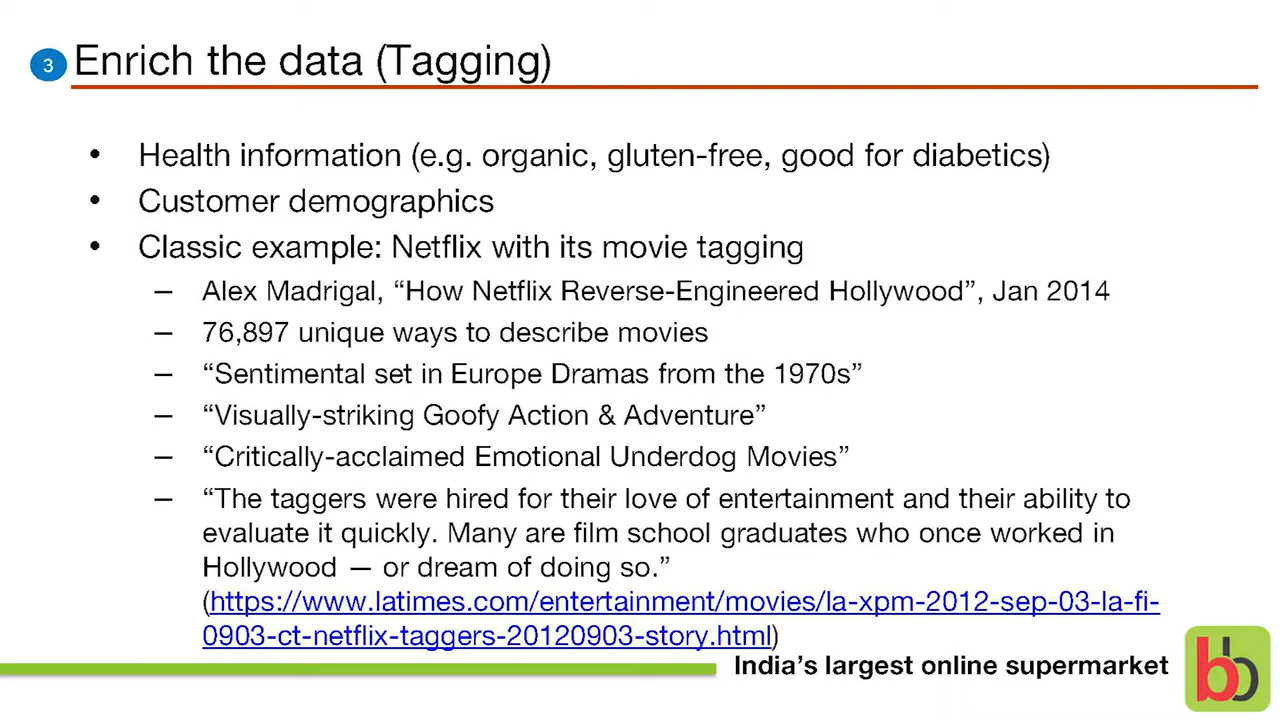 3 Enrich the data (Tagging)
• Health information (e.g. organic, gluten-free, good for diabetics)
• Customer demographics
• Classic example: Netflix with its movie tagging
– Alex Madrigal, “How Netflix Reverse-Engineered Hollywood”, Jan 2014
– 76,897 unique ways to describe movies
– “Sentimental set in Europe Dramas from the 1970s”
– “Visually-striking Goofy Action & Adventure”
– “Critically-acclaimed Emotional Underdog Movies”
– “The taggers were hired for their love of entertainment and their ability to
evaluate it quickly. Many are film school graduates who once worked in
Hollywood — or dream of doing so.”
(https://www.latimes.com/entertainment/movies/la-xpm-2012-sep-03-la-fi-
0903-ct-netflix-taggers-20120903-story.html)
India’s largest online supermarket
bb